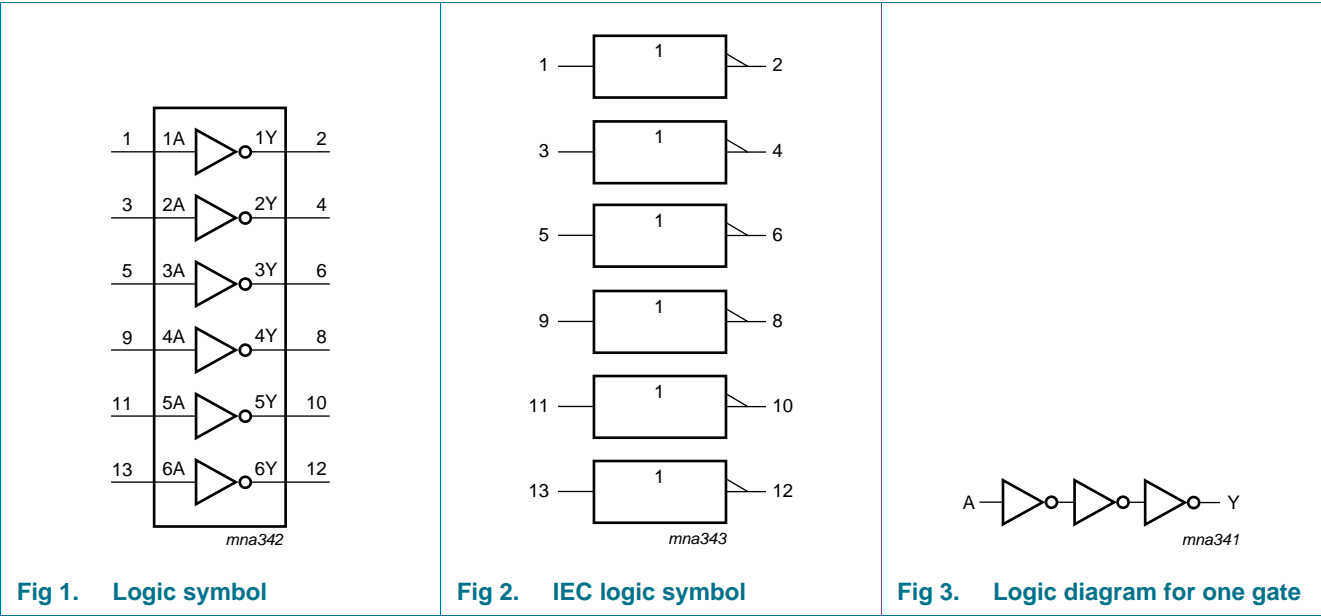 1 1A 1Y 2
3 2A 2Y 4
5 3A 3Y 6
9 4A 4Y 8
11 5A 5Y 10
13 6A 6Y 12
mna342
Fig 1. Logic symbol
1 1 2
3 1 4
5 1 6
9 1 8
11 1 10
13 1 12
mna343
Fig 2. IEC logic symbol
A Y
mna341
Fig 3. Logic diagram for one gate